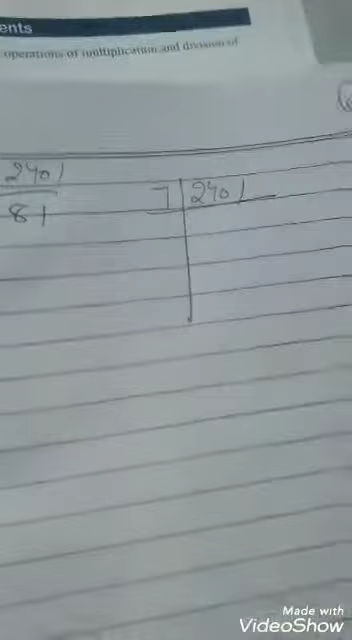 ents
operations of multiplication and division of
2401
81
7 2401
Made with
VideoShow